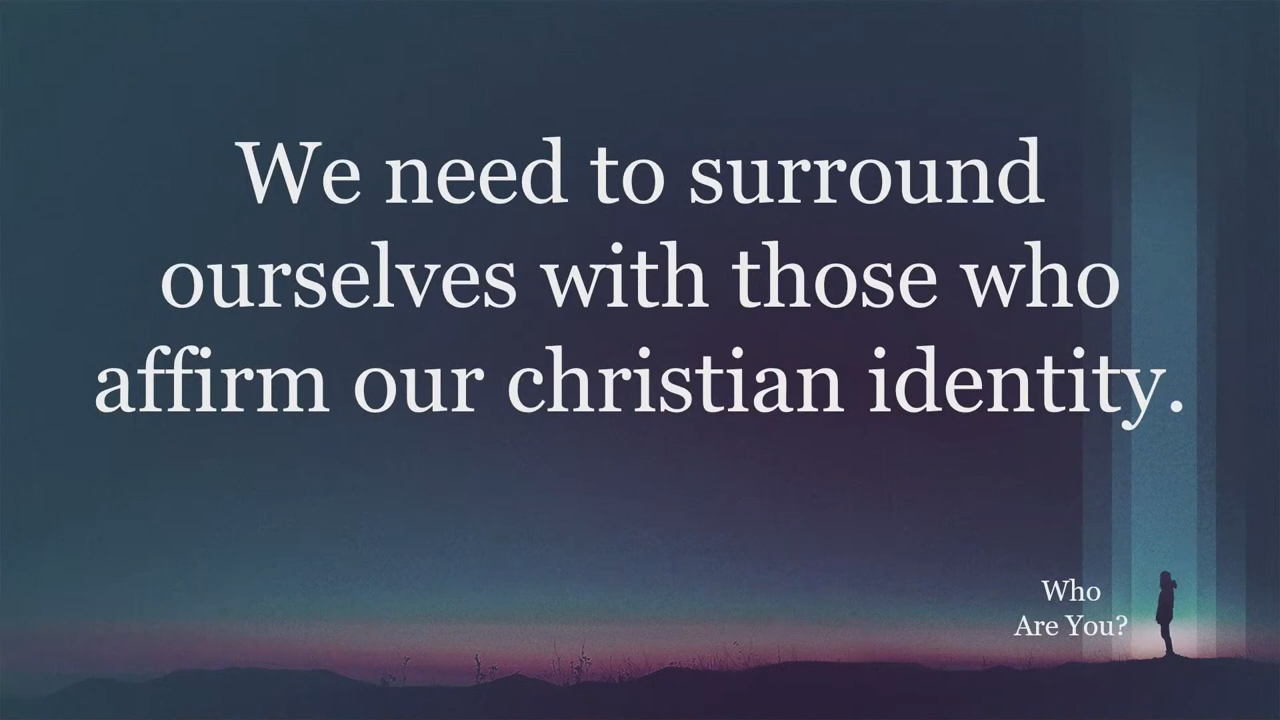 We need to surround
ourselves with those who
affirm our christian identity.
Who
Are You?